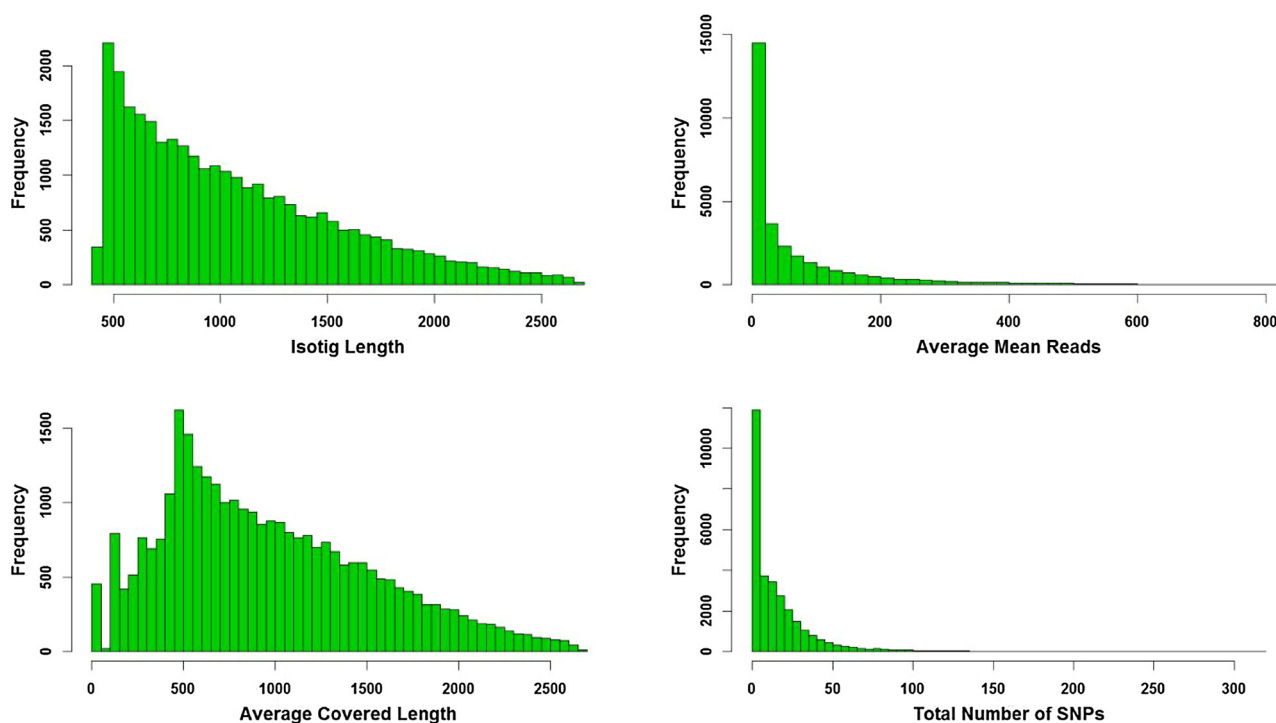 Frequency
0 500 1000 1500 2000
500 1000 1500 2000 2500
Isotig Length
Frequency
0 5000 10000 15000
0 200 400 600 800
Average Mean Reads
Frequency
0 500 1000 1500
0 500 1000 1500 2000 2500
Average Covered Length
Frequency
0 2000 6000 10000
0 50 100 150 200 250 300
Total Number of SNPs